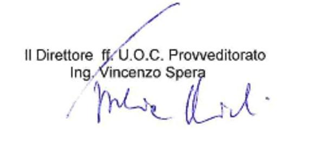 Il Direttore ff. U.O.C. Provveditorato
Ing. Vincenzo Spera